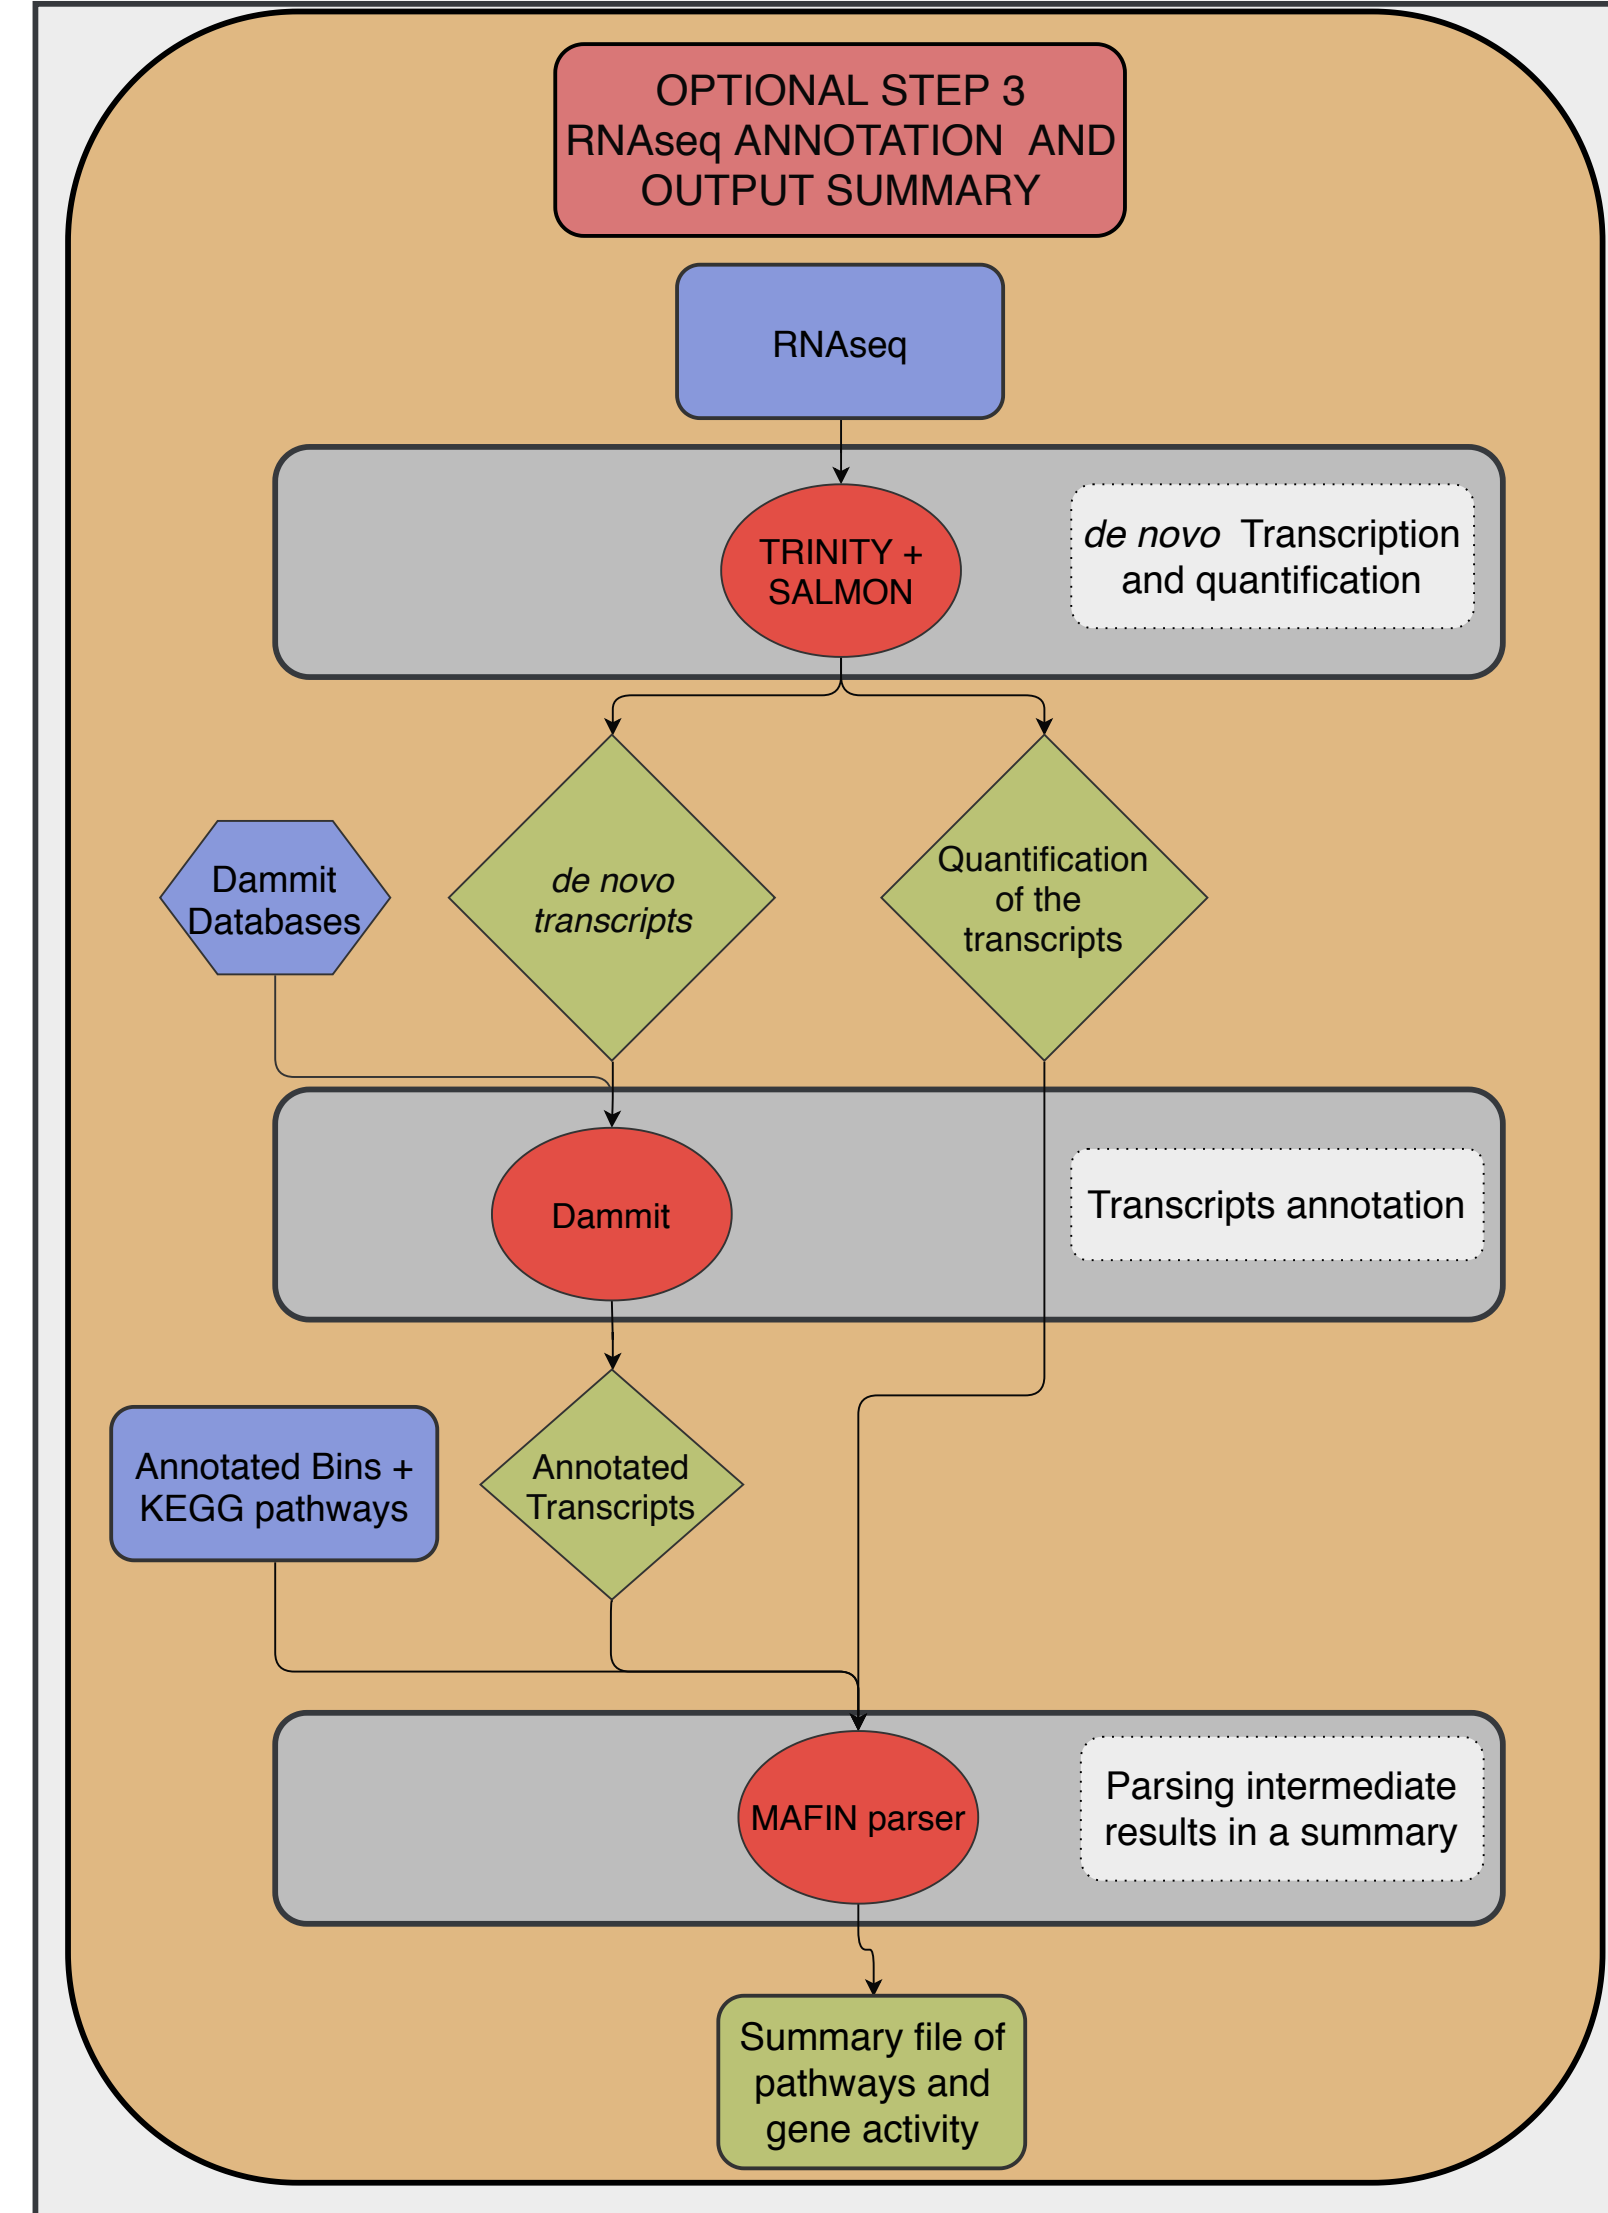 OPTIONAL STEP 3
RNAseq ANNOTATION  AND
OUTPUT SUMMARY
RNAseq
TRINITY +
SALMON
de novo  Transcription
and quantification
Dammit
Databases
de novo
transcripts
Quantification
of the
transcripts
Dammit
Transcripts annotation
Annotated Bins +
KEGG pathways
Annotated
Transcripts
MAFIN parser
Parsing intermediate
results in a summary
Summary file of
pathways and
gene activity